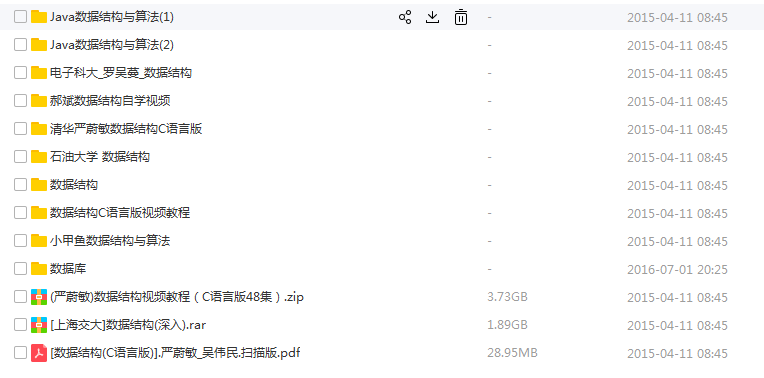 Java数据结构与算法(1) - 2015-04-11 08:45
Java数据结构与算法(2) - 2015-04-11 08:45
电子科大_罗吴蔓_数据结构 - 2015-04-11 08:45
郝斌数据结构自学视频 - 2015-04-11 08:45
清华严蔚敏数据结构C语言版 - 2015-04-11 08:45
石油大学 数据结构 - 2015-04-11 08:45
数据结构 - 2015-04-11 08:45
数据结构C语言版视频教程 - 2015-04-11 08:45
小甲鱼数据结构与算法 - 2015-04-11 08:45
数据库 - 2016-07-01 20:25
(严蔚敏)数据结构视频教程（C语言版48集）.zip 3.73GB 2015-04-11 08:45
[上海交大]数据结构(深入).rar 1.89GB 2015-04-11 08:45
[数据结构(C语言版)].严蔚敏_吴伟民.扫描版.pdf 28.95MB 2015-04-11 08:45